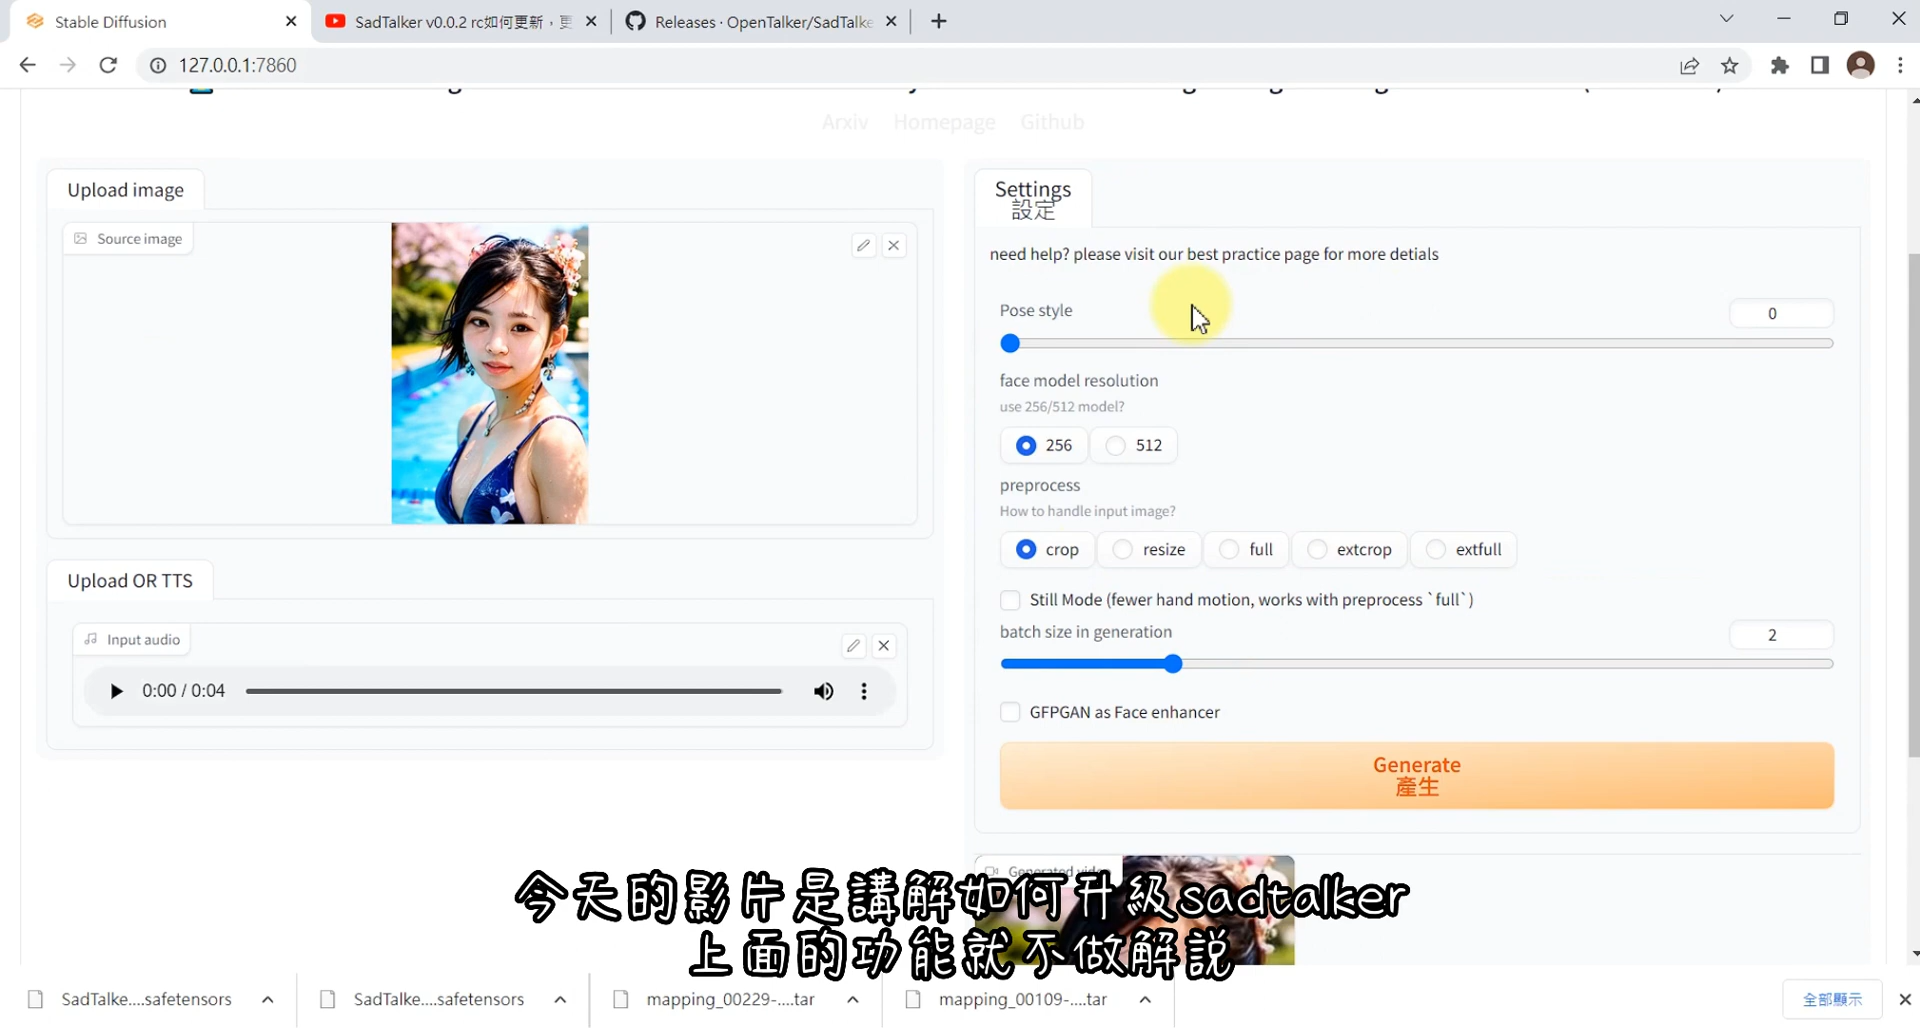 Stable Diffusion
SadTalker v0.0.2 rc如何更新，更
Releases · OpenTalker/SadTalke
127.0.0.1:7860
Arxiv Homepage Github
Upload image
Source image
Upload OR TTS
Input audio
0:00 / 0:04
Settings
設定
need help? please visit our best practice page for more detials
Pose style
0
face model resolution
use 256/512 model?
256 512
preprocess
How to handle input image?
crop resize full extcrop extfull
Still Mode (fewer hand motion, works with preprocess `full`)
batch size in generation
2
GFPGAN as Face enhancer
Generate
產生
Generated video
今天的影片是講解如何升級sadtalker
上面的功能就不做解說
SadTalke....safetensors
SadTalke....safetensors
mapping_00229-....tar
mapping_00109-....tar
全部顯示